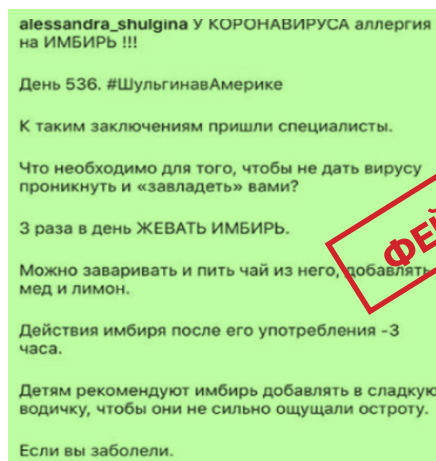 alessandra_shulgina У КОРОНАВИРУСА аллергия
на ИМБИРЬ !!!
День 536. #ШульгинавАмерике
К таким заключениям пришли специалисты.
Что необходимо для того, чтобы не дать вирусу
проникнуть и «завладеть» вами?
3 раза в день ЖЕВАТЬ ИМБИРЬ.
ФЕЙ
Можно заваривать и пить чай из него, добавлять
мед и лимон.
Действия имбиря после его употребления -3
часа.
Детям рекомендуют имбирь добавлять в сладкую
водичку, чтобы они не сильно ощущали остроту.
Если вы заболели.